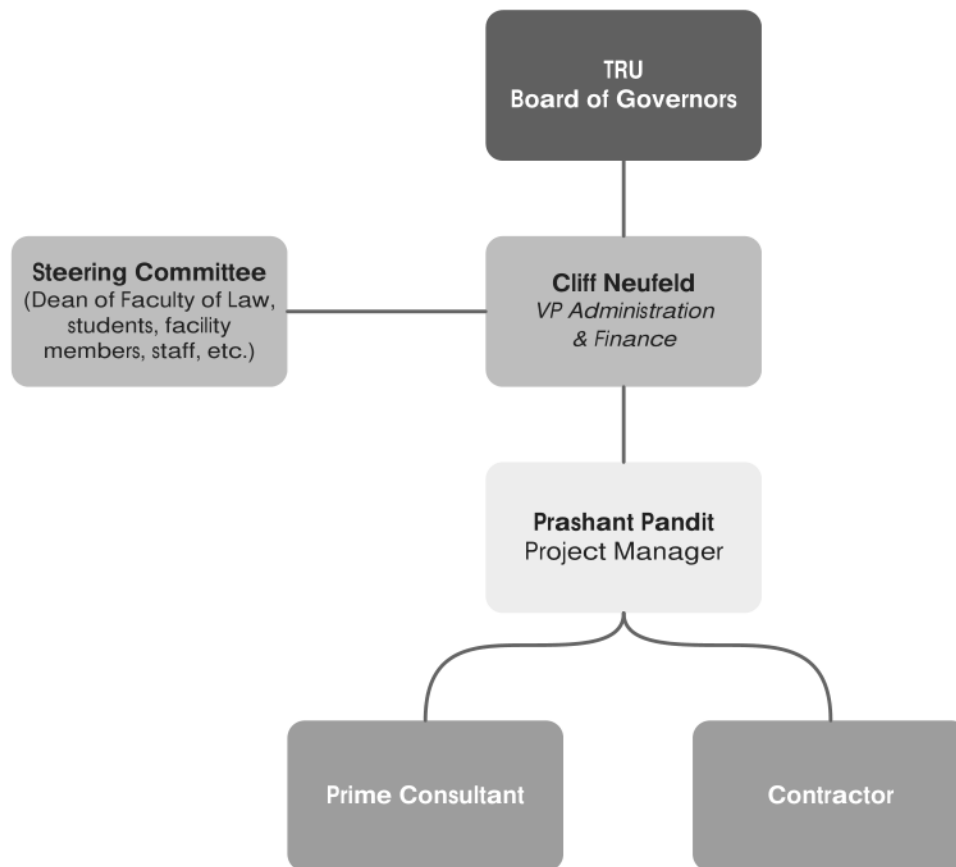 TRU
Board of Governors
Steering Committee
(Dean of Faculty of Law,
students, facility
members, staff, etc.)
Cliff Neufeld
VP Administration
& Finance
Prashant Pandit
Project Manager
Prime Consultant
Contractor